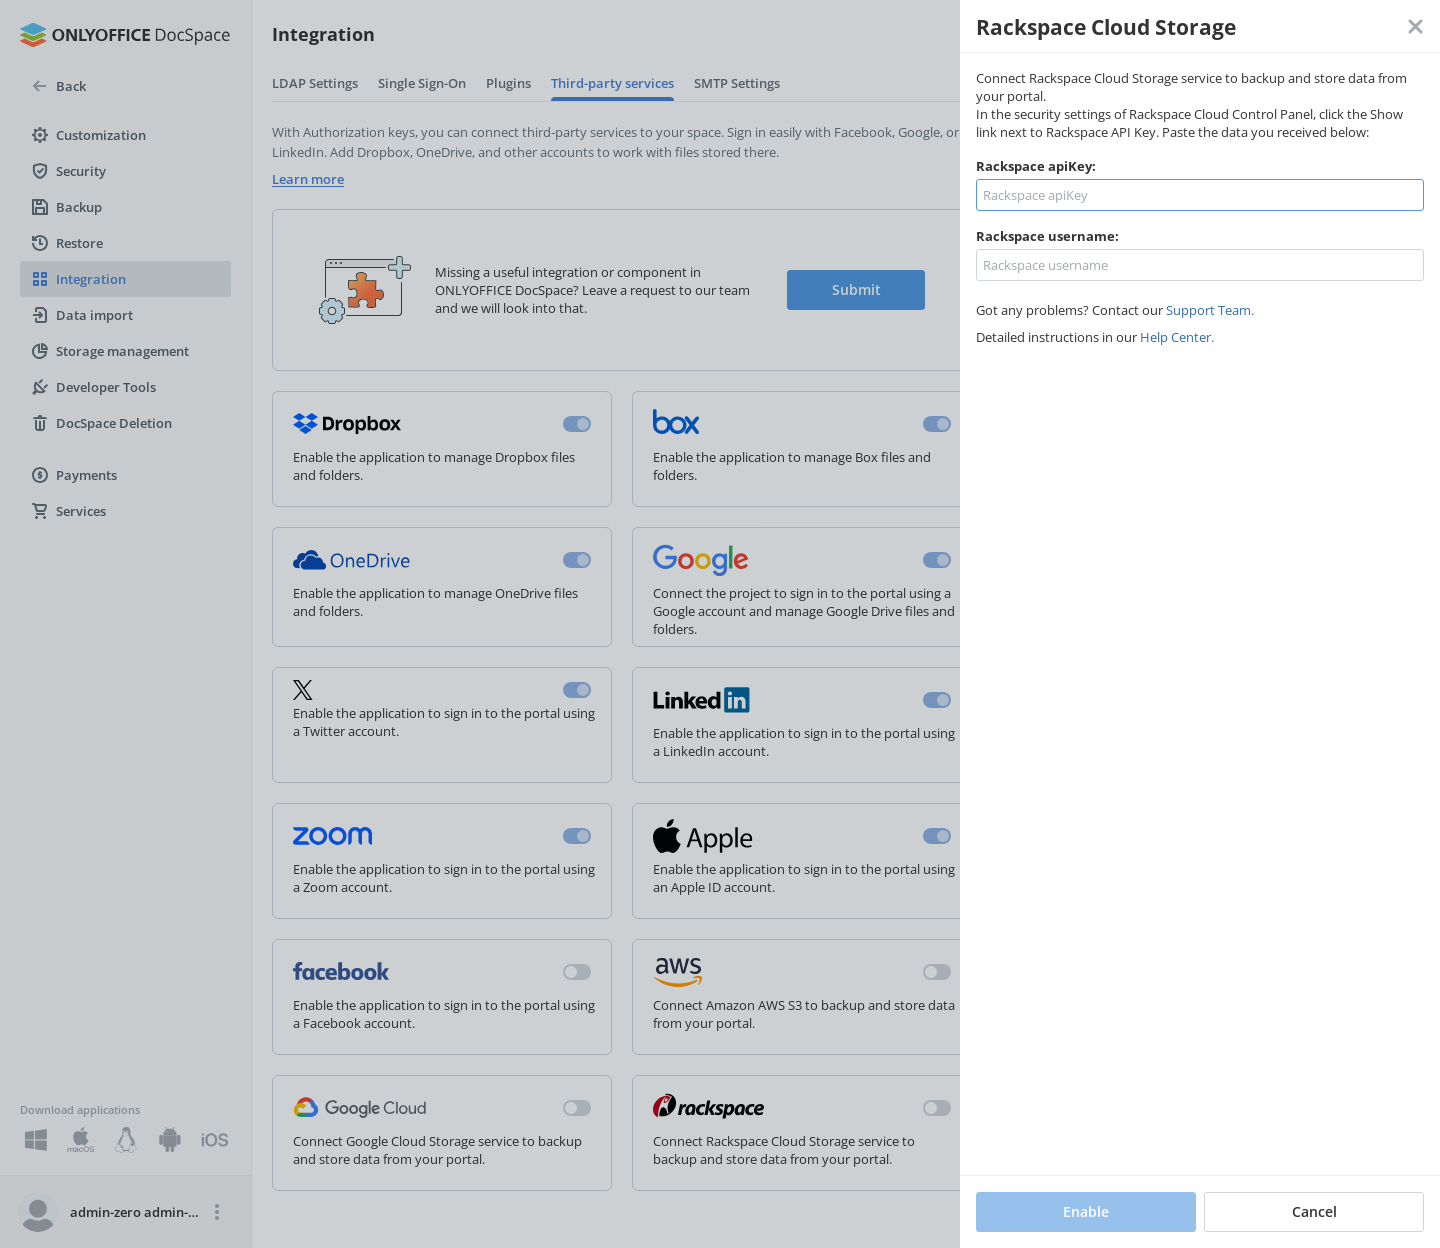 ONLYOFFICE DocSpace
Back
Customization
Security
Backup
Restore
Integration
Data import
Storage management
Developer Tools
DocSpace Deletion
Payments
Services
Download applications
macOS
iOS
admin-zero admin-...
Integration
LDAP Settings
Single Sign-On
Plugins
Third-party services
SMTP Settings
With Authorization keys, you can connect third-party services to your space. Sign in easily with Facebook, Google, or
LinkedIn. Add Dropbox, OneDrive, and other accounts to work with files stored there.
Learn more
Missing a useful integration or component in
ONLYOFFICE DocSpace? Leave a request to our team
and we will look into that.
Submit
Dropbox
Enable the application to manage Dropbox files
and folders.
box
Enable the application to manage Box files and
folders.
OneDrive
Enable the application to manage OneDrive files
and folders.
Google
Connect the project to sign in to the portal using a
Google account and manage Google Drive files and
folders.
X
Enable the application to sign in to the portal using
a Twitter account.
Linked in
Enable the application to sign in to the portal using
a LinkedIn account.
zoom
Enable the application to sign in to the portal using
a Zoom account.
Apple
Enable the application to sign in to the portal using
an Apple ID account.
facebook
Enable the application to sign in to the portal using
a Facebook account.
aws
Connect Amazon AWS S3 to backup and store data
from your portal.
Google Cloud
Connect Google Cloud Storage service to backup
and store data from your portal.
rackspace
Connect Rackspace Cloud Storage service to
backup and store data from your portal.
Rackspace Cloud Storage
Connect Rackspace Cloud Storage service to backup and store data from
your portal.
In the security settings of Rackspace Cloud Control Panel, click the Show
link next to Rackspace API Key. Paste the data you received below:
Rackspace apiKey:
Rackspace apiKey
Rackspace username:
Rackspace username
Got any problems? Contact our Support Team.
Detailed instructions in our Help Center.
Enable
Cancel